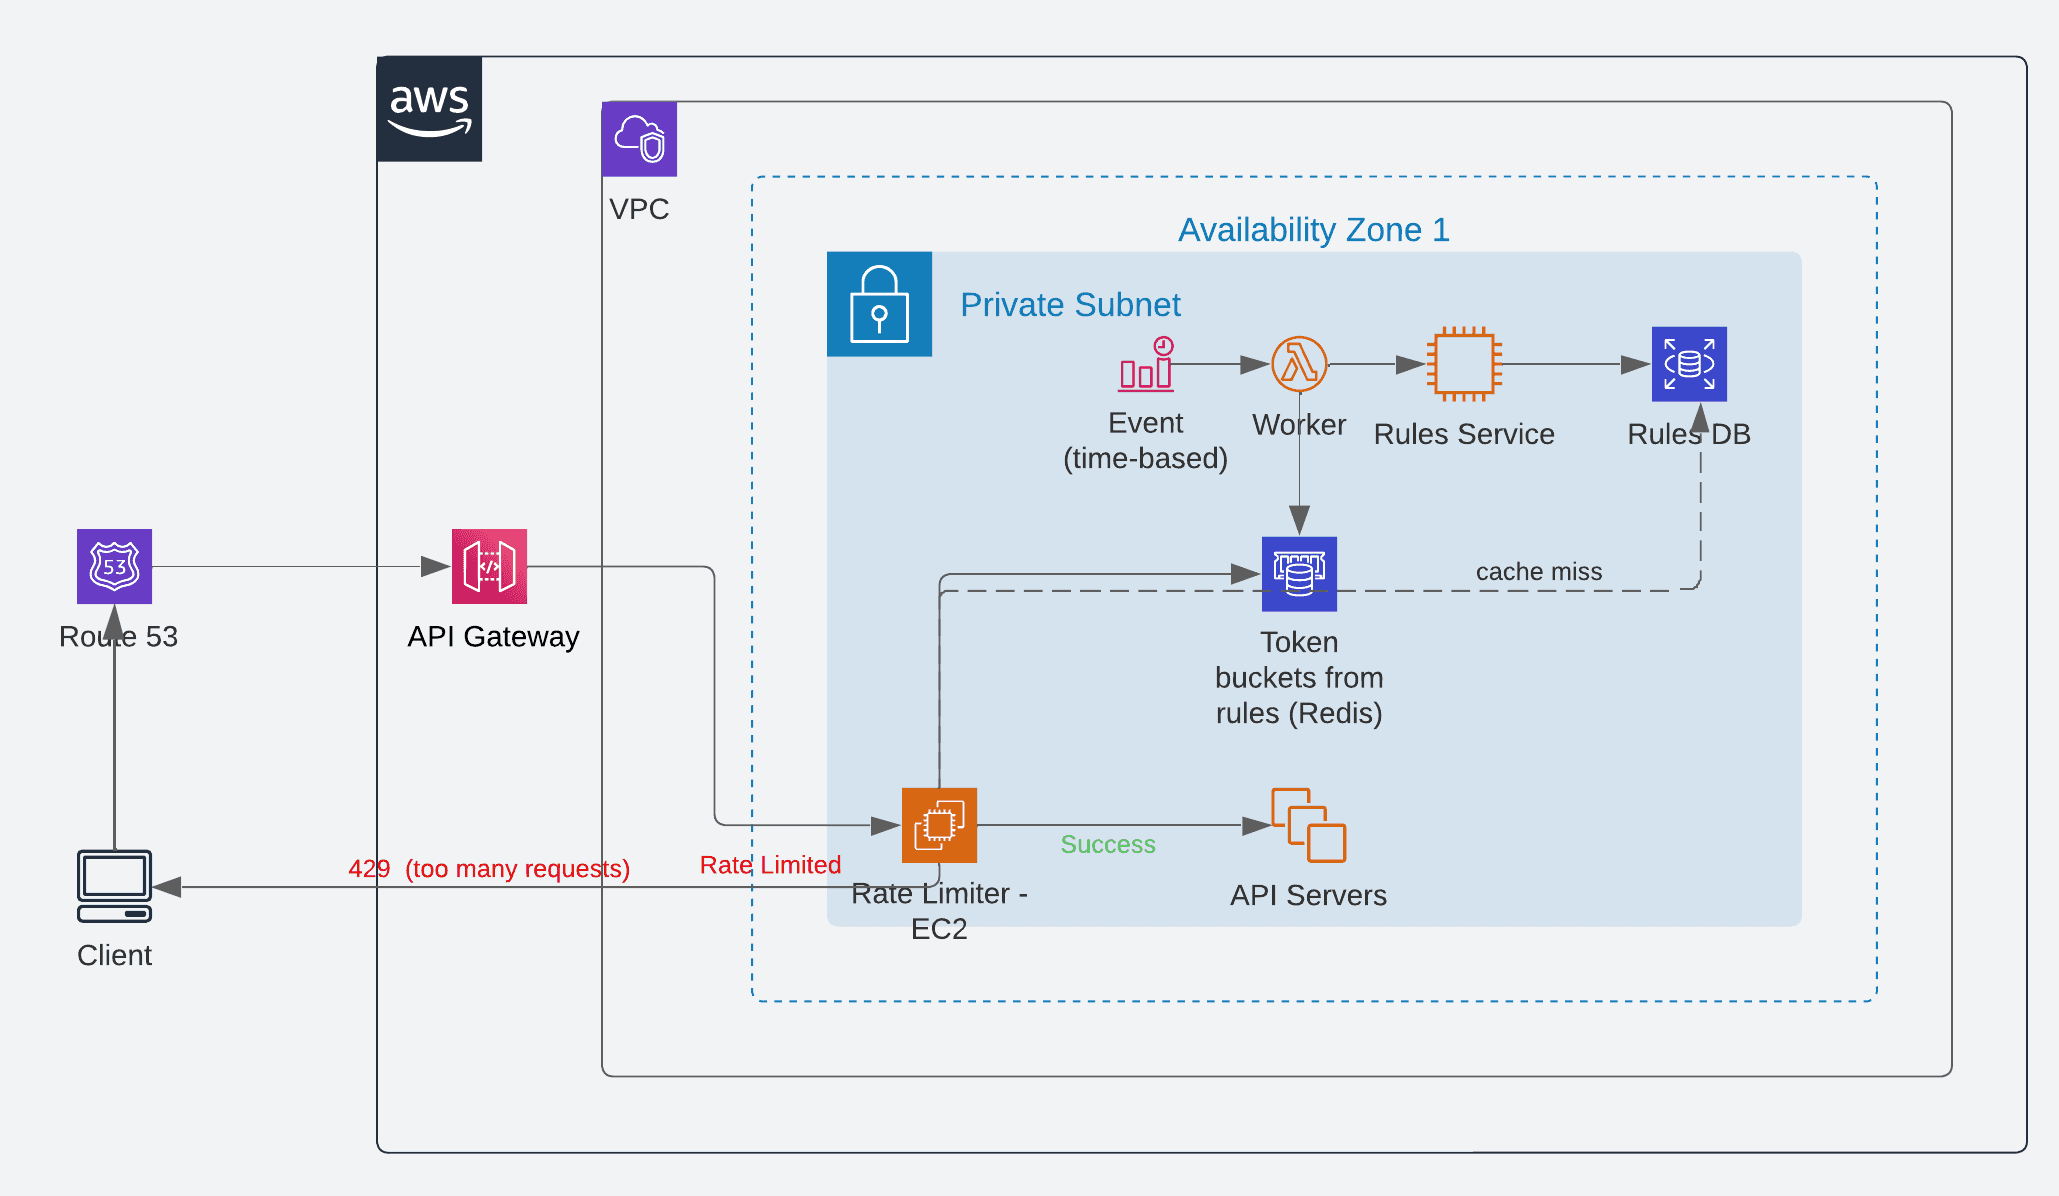 aws
VPC
Availability Zone 1
Private Subnet
Event
(time-based)
Worker
Rules Service
Rules DB
53
Route 53
</>
API Gateway
cache miss
Token
buckets from
rules (Redis)
Success
429 (too many requests)
Rate Limited
Rate Limiter -
EC2
API Servers
Client